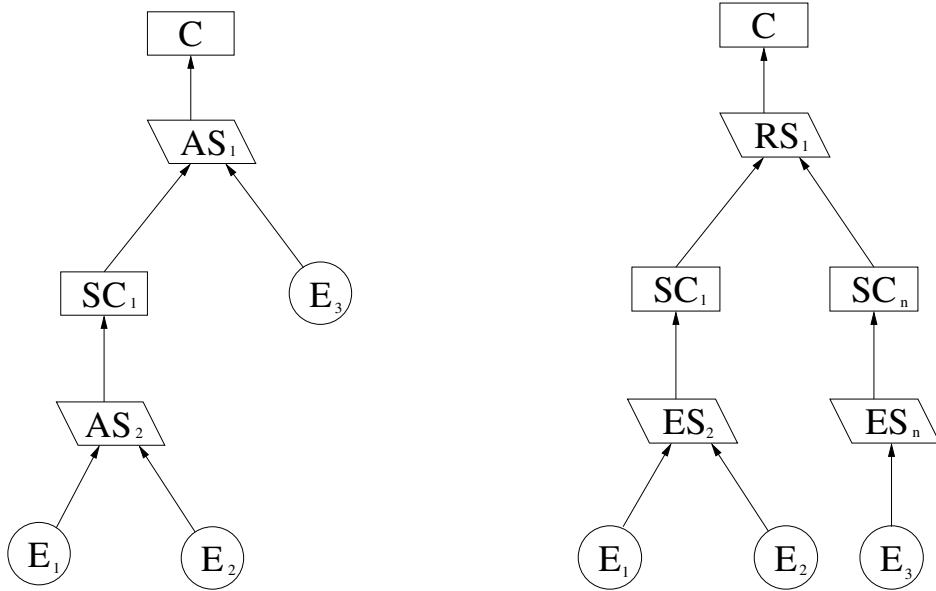 C
AS₁
SC₁
E₃
AS₂
E₁
E₂
C
RS₁
SC₁
SCₙ
ES₂
ESₙ
E₁
E₂
E₃